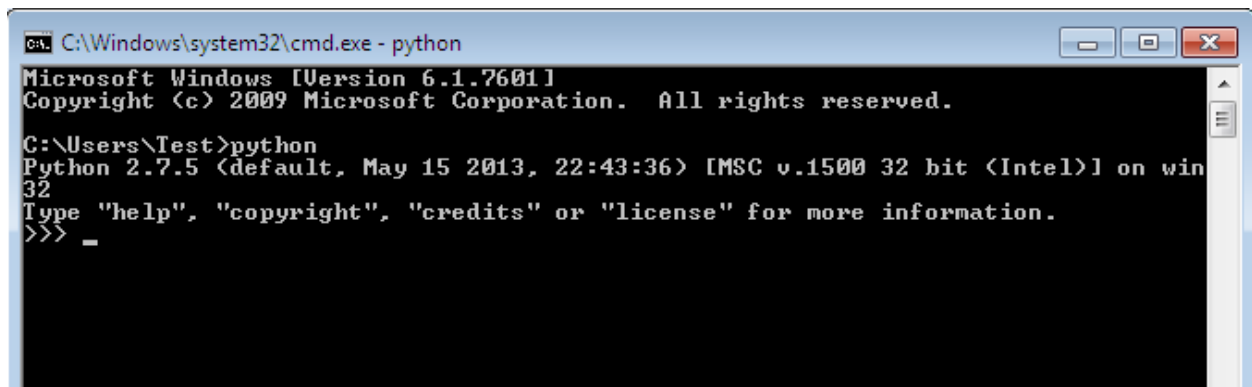 C:\Windows\system32\cmd.exe - python
Microsoft Windows [Version 6.1.7601]
Copyright (c) 2009 Microsoft Corporation.  All rights reserved.
C:\Users\Test>python
Python 2.7.5 (default, May 15 2013, 22:43:36) [MSC v.1500 32 bit (Intel)] on win
32
Type "help", "copyright", "credits" or "license" for more information.
>>> _